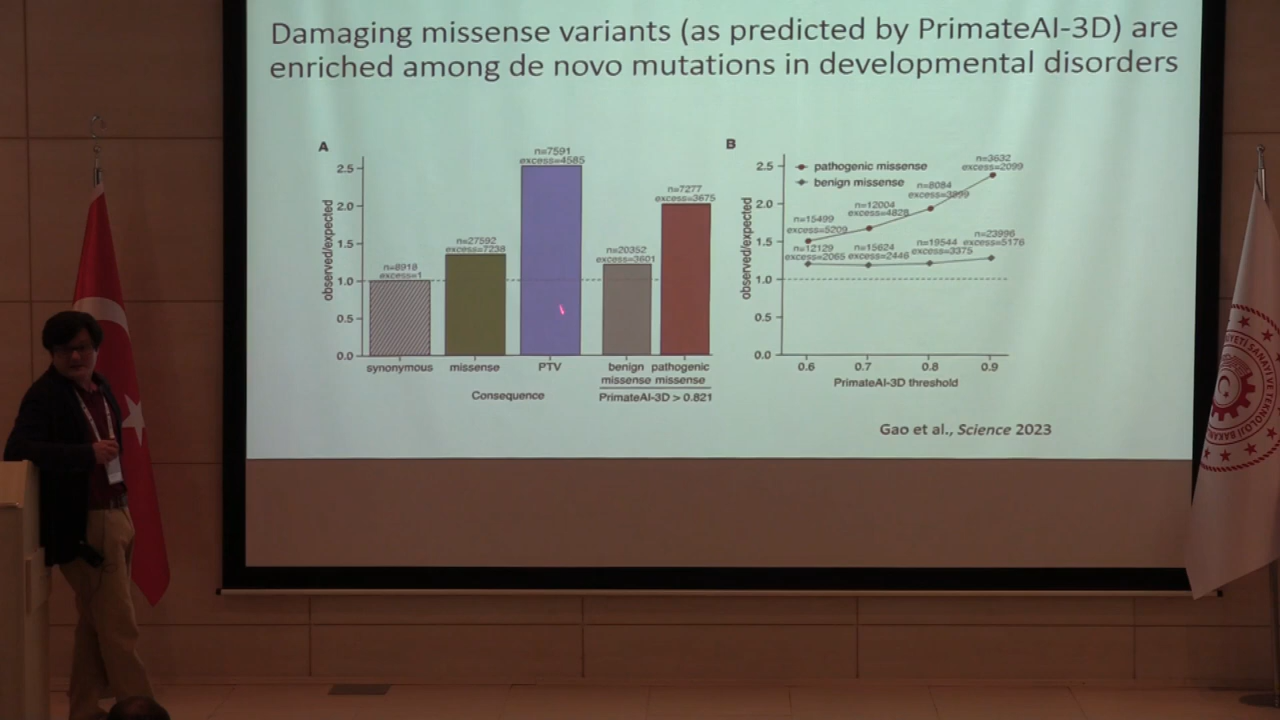 Damaging missense variants (as predicted by PrimateAI-3D) are
enriched among de novo mutations in developmental disorders
A
observed/expected
2.5
2.0
1.5
1.0
0.5
0.0
n=8918
excess=1
n=27592
excess=7238
n=7591
excess=4585
n=20352
excess=3601
n=7277
excess=3675
synonymous
missense
PTV
benign
missense
pathogenic
missense
Consequence
PrimateAI-3D > 0.821
B
observed/expected
2.5
2.0
1.5
1.0
0.5
0.0
pathogenic missense
benign missense
n=15499
excess=5209
n=12004
excess=4828
n=8084
excess=3899
n=3632
excess=2099
n=12129
excess=2065
n=15624
excess=2446
n=19544
excess=3375
n=23996
excess=5176
0.6
0.7
0.8
0.9
PrimateAI-3D threshold
Gao et al., Science 2023